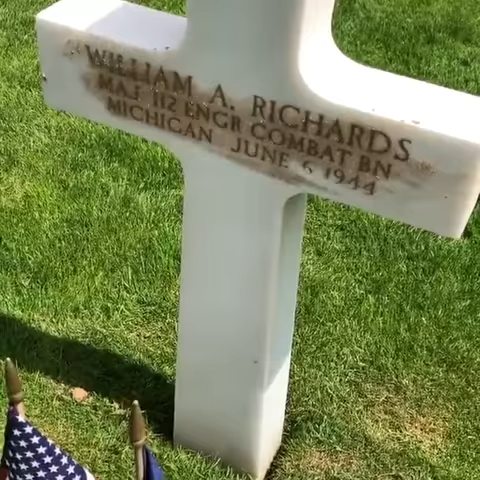 WILLIAM A. RICHARDS
MAJ 112 ENGR COMBAT BN
MICHIGAN JUNE 6 1944